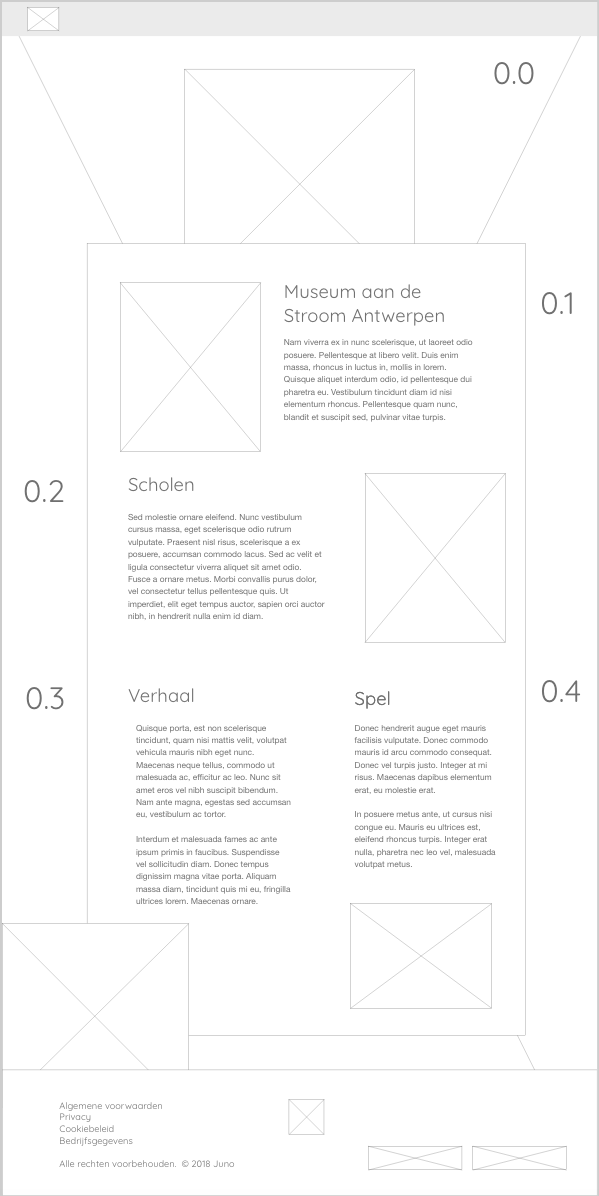 0.0
0.1
Museum aan de
Stroom Antwerpen
Nam viverra ex in nunc scelerisque, ut laoreet odio
posuere. Pellentesque at libero velit. Duis enim
massa, rhoncus in luctus in, mollis in lorem.
Quisque aliquet interdum odio, id pellentesque dui
pharetra eu. Vestibulum tincidunt diam id nisi
elementum rhoncus. Pellentesque quam nunc,
blandit et suscipit sed, pulvinar vitae turpis.
0.2
Scholen
Sed molestie ornare eleifend. Nunc vestibulum
cursus massa, eget scelerisque odio rutrum
vulputate. Praesent nisl risus, scelerisque a ex
posuere, accumsan commodo lacus. Sed ac velit et
ligula consectetur viverra aliquet sit amet odio.
Fusce a ornare metus. Morbi convallis purus dolor,
vel consectetur tellus pellentesque quis. Ut
imperdiet, elit eget tempus auctor, sapien orci auctor
nibh, in hendrerit nulla enim id diam.
0.3
Verhaal
Quisque porta, est non scelerisque
tincidunt, quam nisi mattis velit, volutpat
vehicula mauris nibh eget nunc.
Maecenas neque tellus, commodo ut
malesuada ac, efficitur ac leo. Nunc sit
amet eros vel nibh suscipit bibendum.
Nam ante magna, egestas sed accumsan
eu, vestibulum ac tortor.
Interdum et malesuada fames ac ante
ipsum primis in faucibus. Suspendisse
vel sollicitudin diam. Donec tempus
dignissim magna vitae porta. Aliquam
massa diam, tincidunt quis mi eu, fringilla
ultrices lorem. Maecenas ornare.
0.4
Spel
Donec hendrerit augue eget mauris
facilisis vulputate. Donec commodo
mauris id arcu commodo consequat.
Donec vel turpis justo. Integer at mi
risus. Maecenas dapibus elementum
erat, eu molestie erat.
In posuere metus ante, ut cursus nisi
congue eu. Mauris eu ultrices est,
eleifend rhoncus turpis. Integer erat
nulla, pharetra nec leo vel, malesuada
volutpat metus.
Algemene voorwaarden
Privacy
Cookiebeleid
Bedrijfsgegevens
Alle rechten voorbehouden. © 2018 Juno